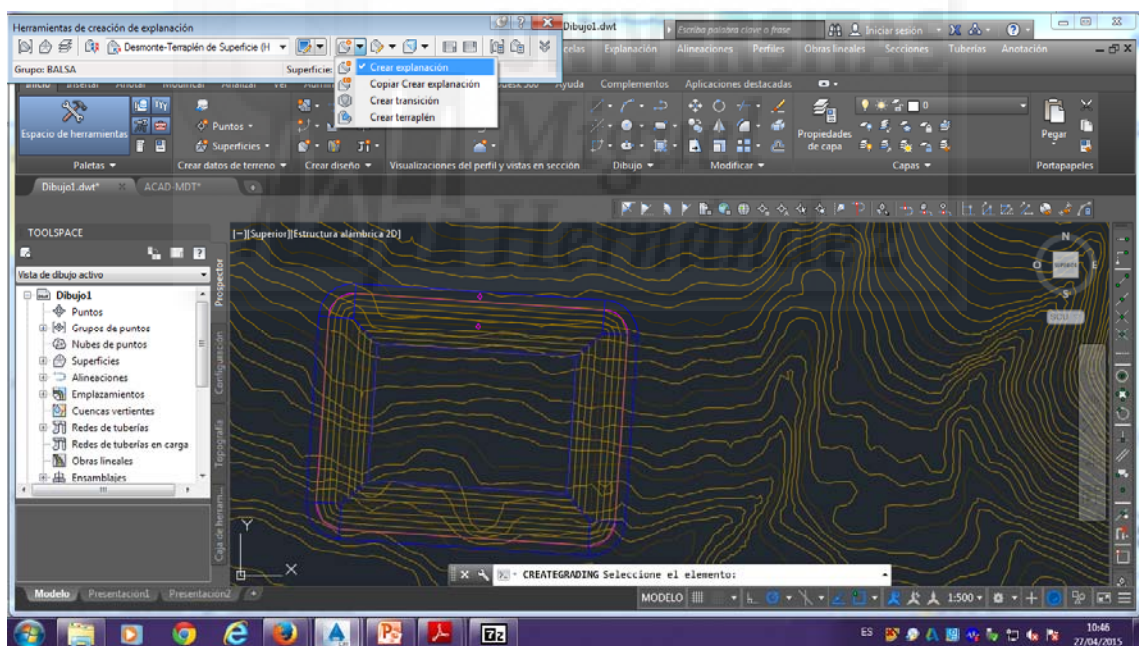 Herramientas de creación de explanación
Dibujo1.dwt
Escriba palabra clave o frase
Iniciar sesión
Desmonte-Terraplén de Superficie (H
Grupo: BALSA
Superficie:
Crear explanación
Copiar Crear explanación
Crear transición
Crear terraplén
celas Explanación Alineaciones Perfiles Obras lineales Secciones Tuberías Anotación
Ayuda Complementos Aplicaciones destacadas
Espacio de herramientas
Puntos
Superficies
Propiedades de capa
0
Pegar
Paletas
Crear datos de terreno
Crear diseño
Visualizaciones del perfil y vistas en sección
Dibujo
Modificar
Capas
Portapapeles
Dibujo1.dwt*
ACAD-MDT*
TOOLSPACE
[−][Superior][Estructura alámbrica 2D]
Vista de dibujo activo
Dibujo1
Puntos
Grupos de puntos
Nubes de puntos
Superficies
Alineaciones
Emplazamientos
Cuencas vertientes
Redes de tuberías
Redes de tuberías en carga
Obras lineales
Ensamblajes
Prospector
Configuración
Topografía
Caja de herram...
N
O
E
S
Y
X
CREATEGRADING Seleccione el elemento:
Modelo
Presentación1
Presentación2
MODELO
1:500
ES
10:46
27/04/2015